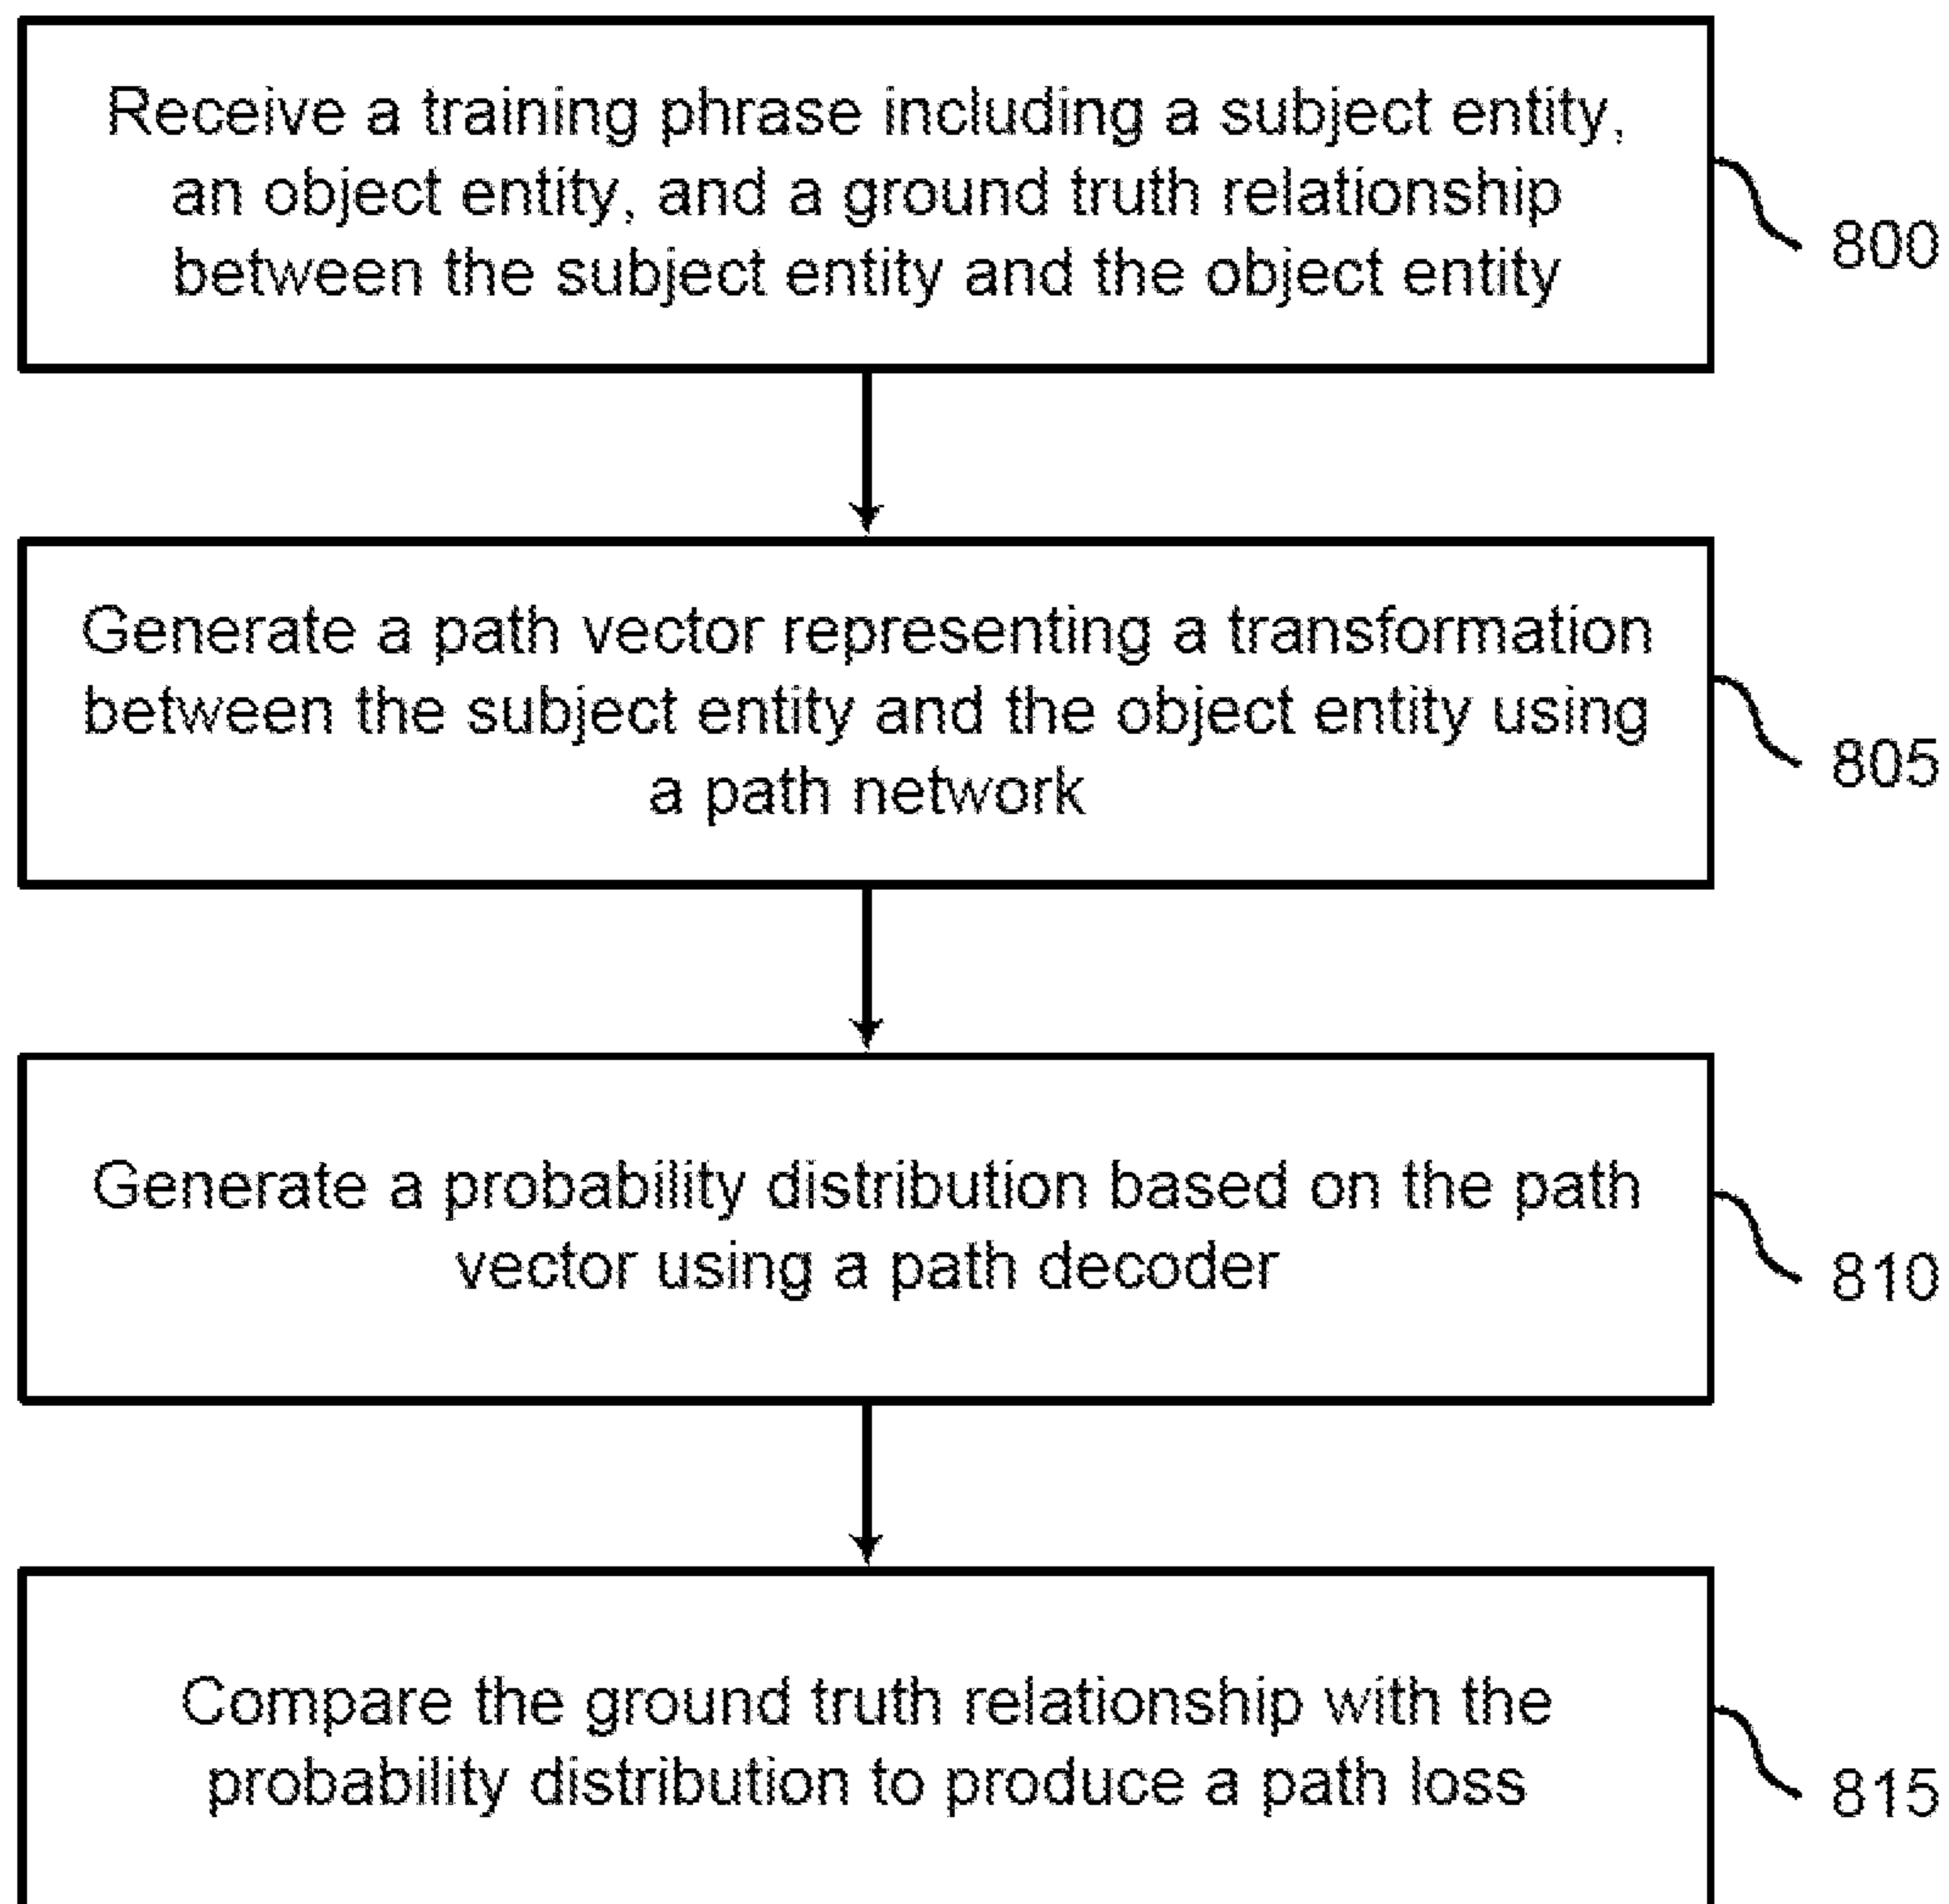 Receive a training phrase including a subject entity,
an object entity, and a ground truth relationship
between the subject entity and the object entity
800
Generate a path vector representing a transformation
between the subject entity and the object entity using
a path network
805
Generate a probability distribution based on the path
vector using a path decoder
810
Compare the ground truth relationship with the
probability distribution to produce a path loss
815